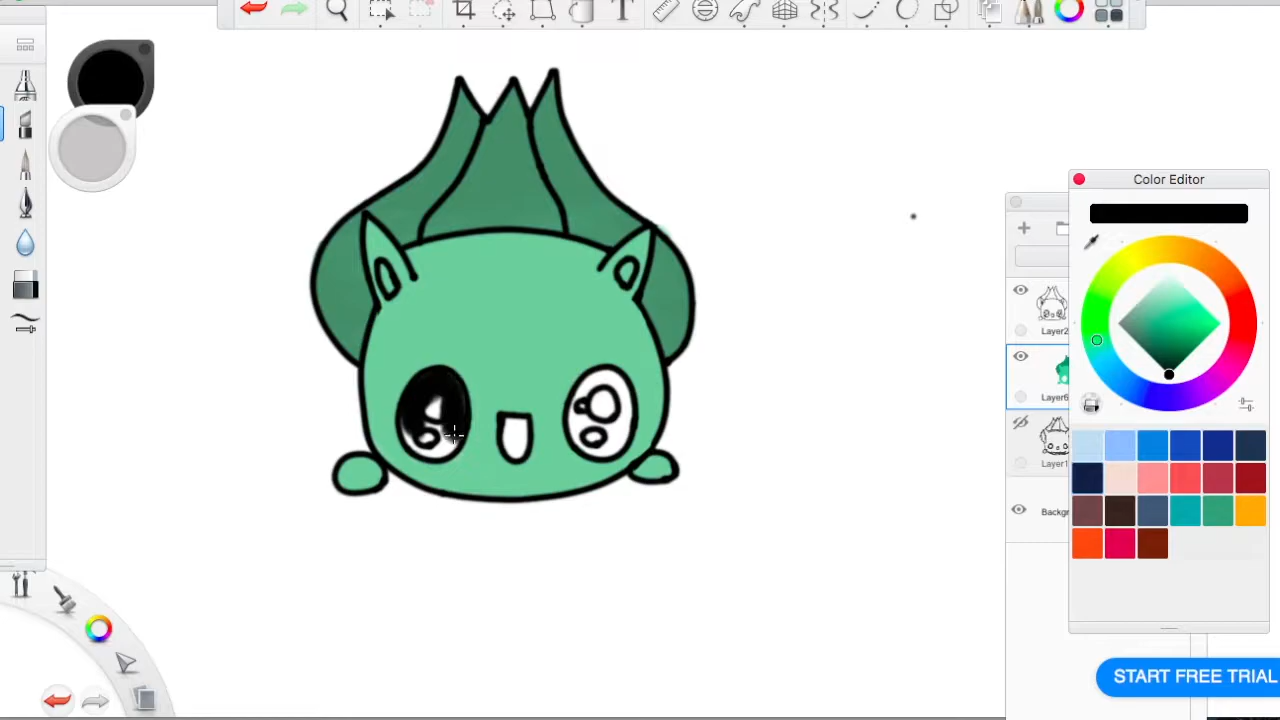 Color Editor
Layer2
Layer6
Layer1
Backgr
START FREE TRIAL